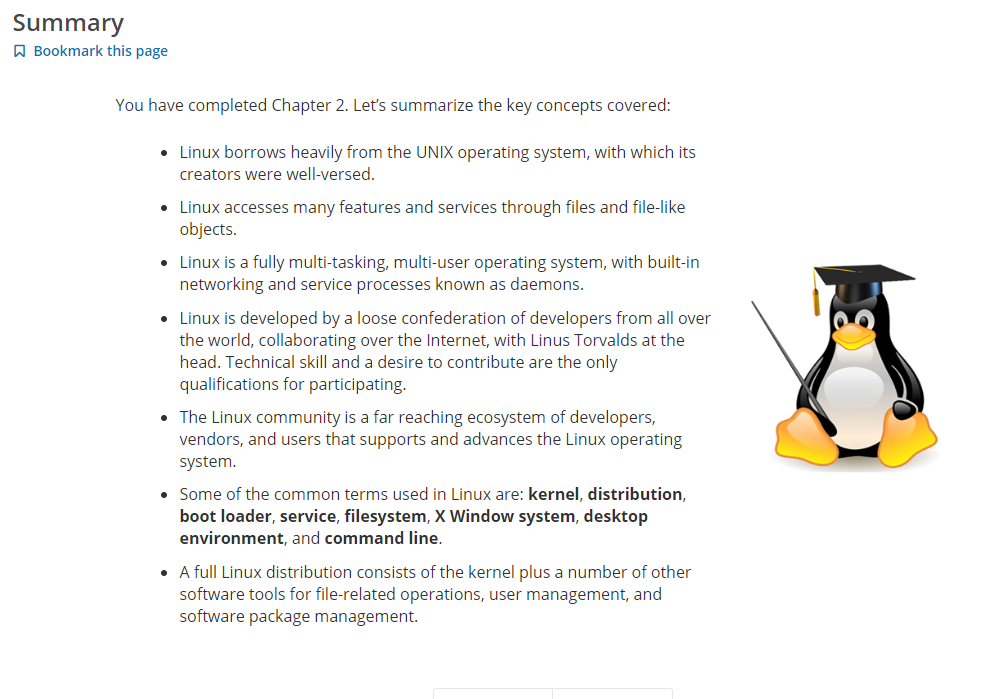 Summary
Bookmark this page
You have completed Chapter 2. Let’s summarize the key concepts covered:
Linux borrows heavily from the UNIX operating system, with which its
creators were well-versed.
Linux accesses many features and services through files and file-like
objects.
Linux is a fully multi-tasking, multi-user operating system, with built-in
networking and service processes known as daemons.
Linux is developed by a loose confederation of developers from all over
the world, collaborating over the Internet, with Linus Torvalds at the
head. Technical skill and a desire to contribute are the only
qualifications for participating.
The Linux community is a far reaching ecosystem of developers,
vendors, and users that supports and advances the Linux operating
system.
Some of the common terms used in Linux are: kernel, distribution,
boot loader, service, filesystem, X Window system, desktop
environment, and command line.
A full Linux distribution consists of the kernel plus a number of other
software tools for file-related operations, user management, and
software package management.